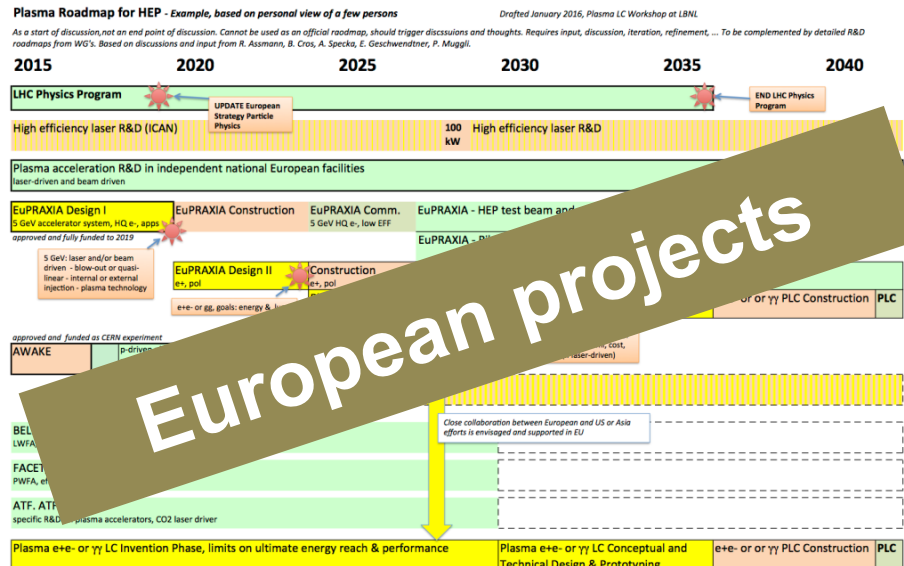 Plasma Roadmap for HEP - Example, based on personal view of a few persons
Drafted January 2016, Plasma LC Workshop at LBNL
As a start of discussion,not an end point of discussion. Cannot be used as an official raodmap, should trigger discssuions and thoughts. Requires input, discussion, iteration, refinement, ... To be complemented by detailed R&D
roadmaps from WG's. Based on discussions and input from R. Assmann, B. Cros, A. Specka, E. Geschwendtner, P. Muggli.
2015 2020 2025 2030 2035 2040
LHC Physics Program
UPDATE European
Strategy Particle
Physics
END LHC Physics
Program
High efficiency laser R&D (ICAN)
100
kW
High efficiency laser R&D
Plasma acceleration R&D in independent national European facilities
laser-driven and beam driven
EuPRAXIA Design I
5 GeV accelerator system, HQ e-, apps
EuPRAXIA Construction
EuPRAXIA Comm.
5 GeV HQ e-, low EFF
EuPRAXIA - HEP test beam and
approved and fully funded to 2019
EuPRAXIA -
5 GeV: laser and/or beam
driven - blow-out or quasi-
linear - internal or external
injection - plasma technology
EuPRAXIA Design II
e+, pol
Construction
e+, pol
e+e- or gg, goals: energy &
or or γγ PLC Construction
PLC
approved and funded as CERN experiment
AWAKE
p-driven
cost,
laser-driven)
European projects
Close collaboration between European and US or Asia
efforts is envisaged and supported in EU
BEL
LWFA,
FACET
PWFA,
ATF.
specific R&D plasma accelerators, CO2 laser driver
Plasma e+e- or γγ LC Invention Phase, limits on ultimate energy reach & performance
Plasma e+e- or γγ LC Conceptual and
Technical Design & Prototyping
e+e- or or γγ PLC Construction
PLC